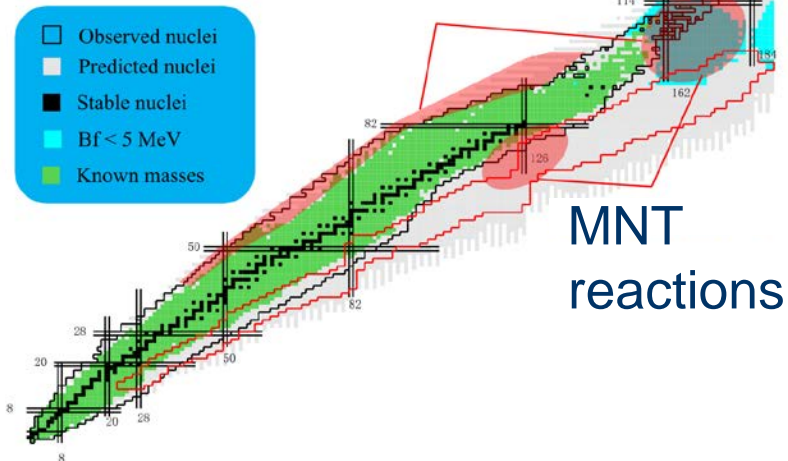 Observed nuclei
Predicted nuclei
Stable nuclei
Bf < 5 MeV
Known masses
114
184
162
82
126
50
82
28
50
20
20
28
8
8
MNT
reactions